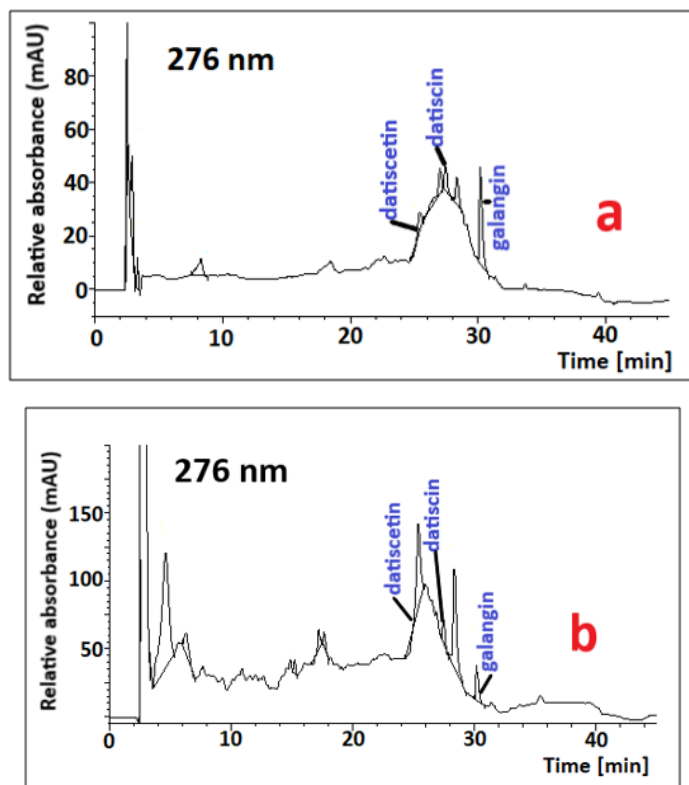 276 nm
Relative absorbance (mAU)
80
60
40
20
0
datiscetin
datiscin
galangin
a
0
10
20
30
40
Time [min]
276 nm
Relative absorbance (mAU)
150
100
50
datiscetin
datiscin
galangin
b
0
10
20
30
40
Time [min]